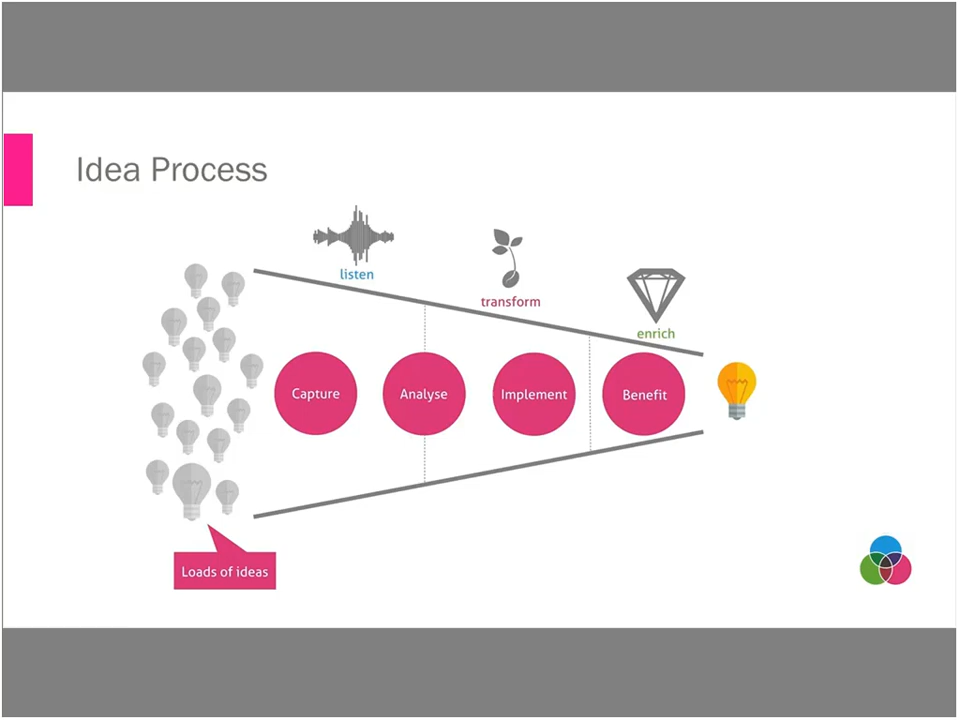 Idea Process
listen
transform
enrich
Capture
Analyse
Implement
Benefit
Loads of ideas